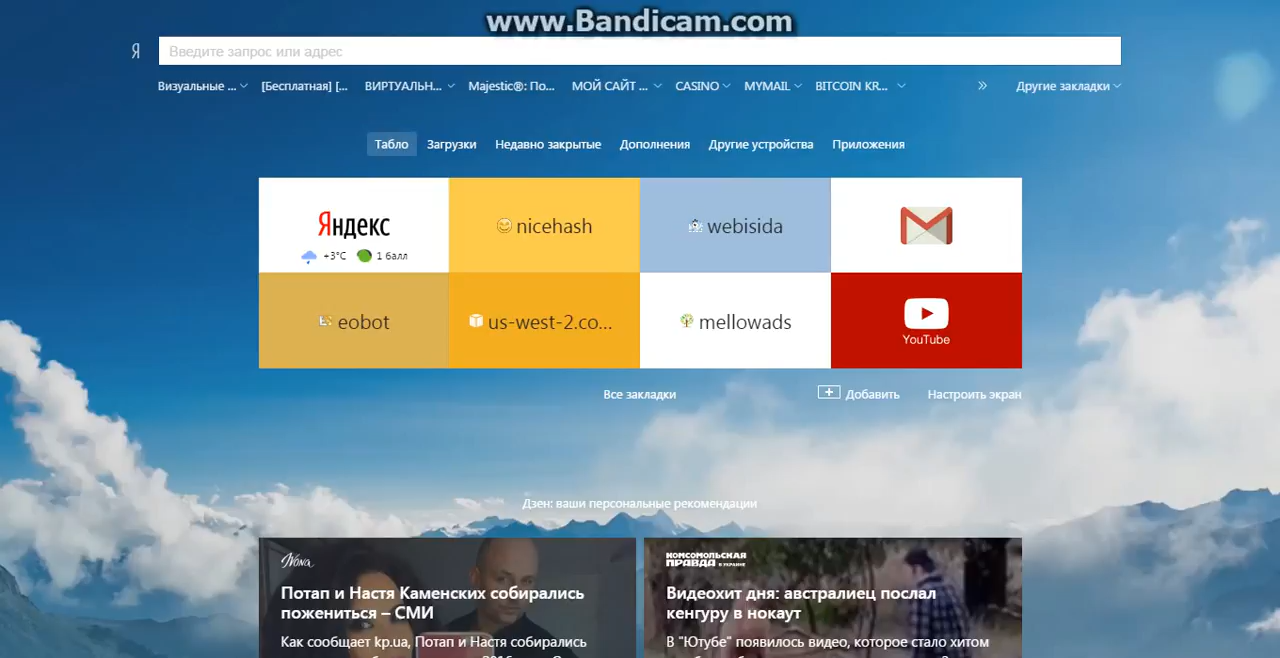 www.Bandicam.com
Я Введите запрос или адрес
Визуальные ... [Бесплатная] [... ВИРТУАЛЬН... Majestic®: По... МОЙ САЙТ ... CASINO MYMAIL BITCOIN KR... » Другие закладки
Табло Загрузки Недавно закрытые Дополнения Другие устройства Приложения
Яндекс
+3°C 1 балл
nicehash
webisida
eobot
us-west-2.co...
mellowads
YouTube
Все закладки Добавить Настроить экран
Дзен: ваши персональные рекомендации
Wona
Потап и Настя Каменских собирались
пожениться – СМИ
Как сообщает kp.ua, Потап и Настя собирались
КОМСОМОЛЬСКАЯ
ПРАВДА В УКРАИНЕ
Видеохит дня: австралиец послал
кенгуру в нокаут
В "Ютубе" появилось видео, которое стало хитом